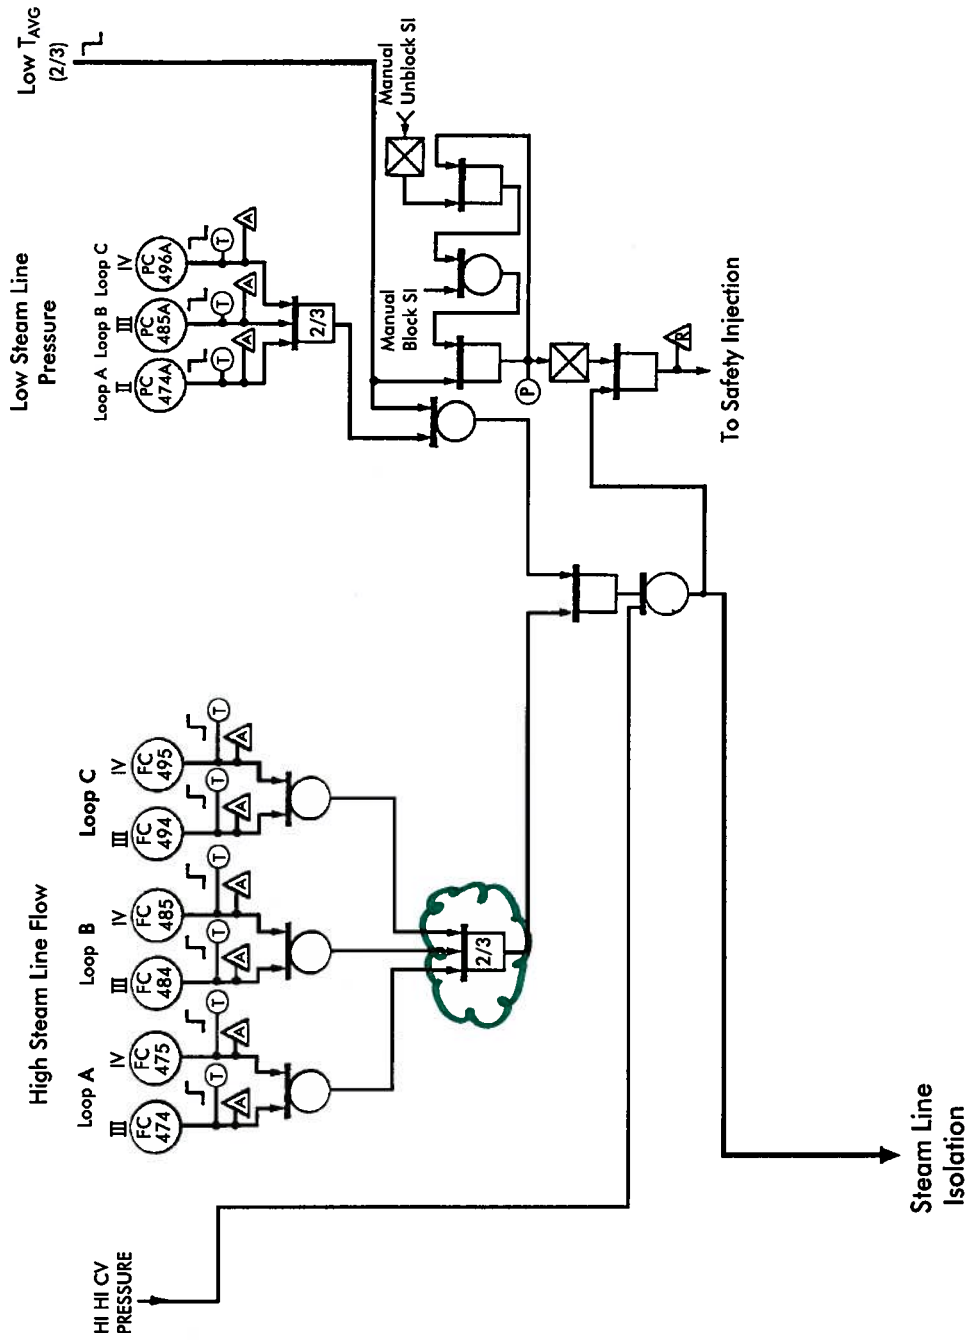 High Steam Line Flow
Loop A
Loop B
Loop C
III
IV
III
IV
III
IV
FC
474
FC
475
FC
484
FC
485
FC
494
FC
495
T
T
T
T
T
T
A
A
A
A
A
A
2/3
Low Steam Line
Pressure
Loop A
Loop B
Loop C
II
III
IV
PC
474A
PC
485A
PC
496A
T
T
T
A
A
A
2/3
Low TAVG
(2/3)
Manual
Block SI
Manual
Unblock SI
P
R
To Safety Injection
HI HI CV
PRESSURE
Steam Line
Isolation